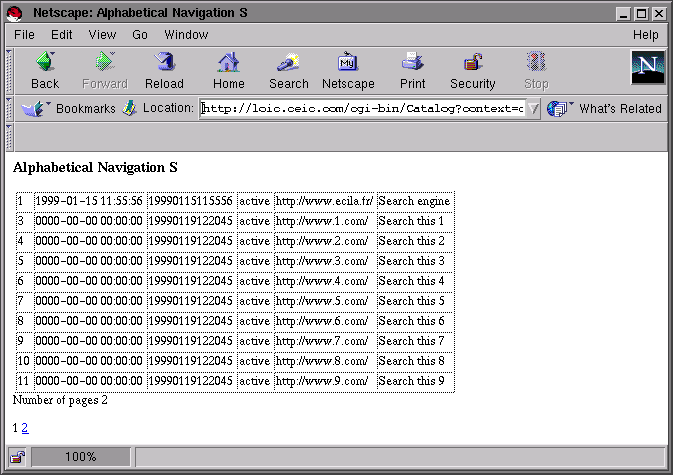 Netscape: Alphabetical Navigation S
File Edit View Go Window Help
Back Forward Reload Home Search Netscape Print Security Stop
My
N
Bookmarks Location: http://loic.ceic.com/cgi-bin/Catalog?context=c What's Related
Alphabetical Navigation S
1 1999-01-15 11:55:56 19990115115556 active http://www.ecila.fr/ Search engine
3 0000-00-00 00:00:00 19990119122045 active http://www.1.com/ Search this 1
4 0000-00-00 00:00:00 19990119122045 active http://www.2.com/ Search this 2
5 0000-00-00 00:00:00 19990119122045 active http://www.3.com/ Search this 3
6 0000-00-00 00:00:00 19990119122045 active http://www.4.com/ Search this 4
7 0000-00-00 00:00:00 19990119122045 active http://www.5.com/ Search this 5
8 0000-00-00 00:00:00 19990119122045 active http://www.6.com/ Search this 6
9 0000-00-00 00:00:00 19990119122045 active http://www.7.com/ Search this 7
10 0000-00-00 00:00:00 19990119122045 active http://www.8.com/ Search this 8
11 0000-00-00 00:00:00 19990119122045 active http://www.9.com/ Search this 9
Number of pages 2
1 2
100%